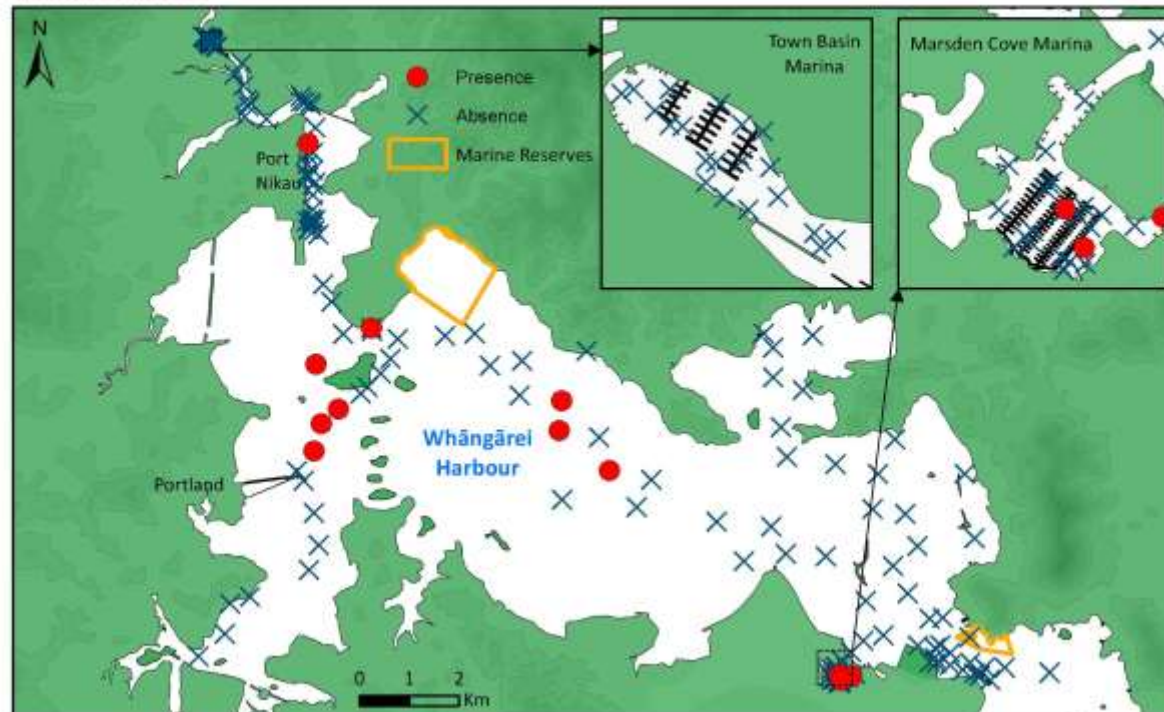 N
Presence
Absence
Marine Reserves
Port
Nikau
Town Basin
Marina
Marsden Cove Marina
Whāngārei
Harbour
Portland
0 1 2
Km